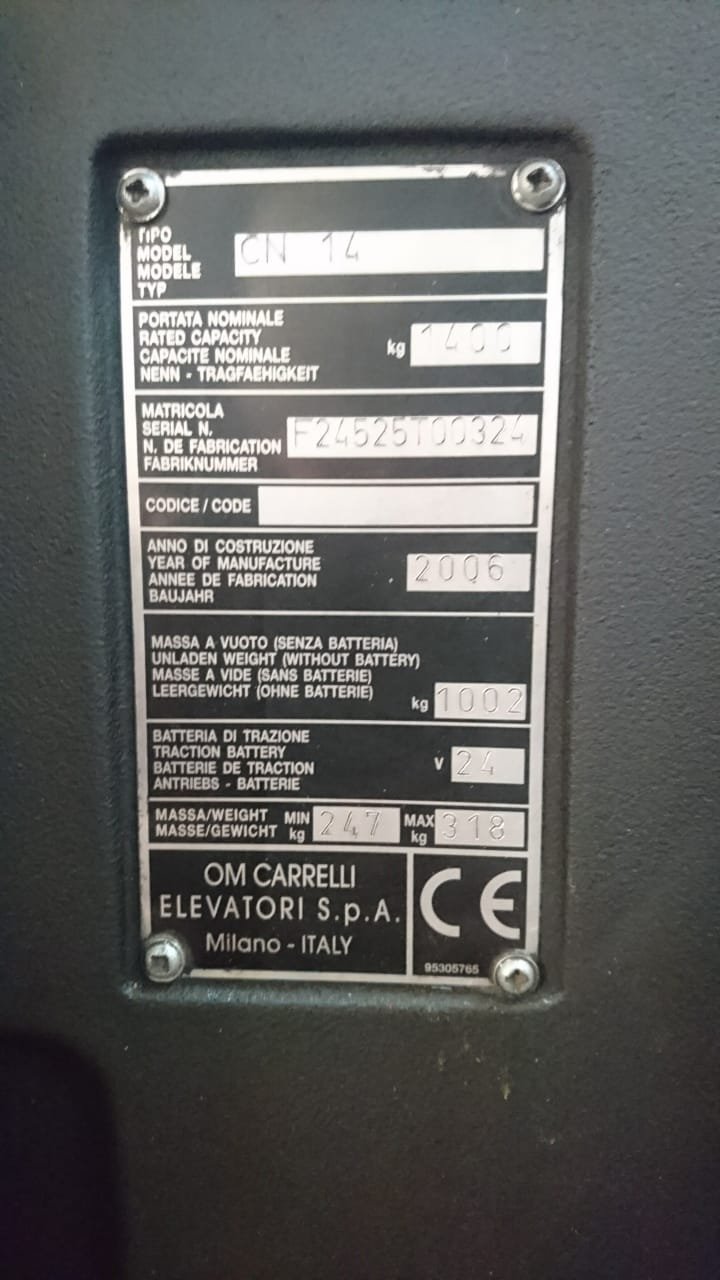 TIPO
MODEL
MODELE
TYP
CN 14
PORTATA NOMINALE
RATED CAPACITY
CAPACITE NOMINALE
NENN - TRAGFAEHIGKEIT
kg 1400
MATRICOLA
SERIAL N.
N. DE FABRICATION
FABRIKNUMMER
F24525T00324
CODICE / CODE
ANNO DI COSTRUZIONE
YEAR OF MANUFACTURE
ANNEE DE FABRICATION
BAUJAHR
2006
MASSA A VUOTO (SENZA BATTERIA)
UNLADEN WEIGHT (WITHOUT BATTERY)
MASSE A VIDE (SANS BATTERIE)
LEERGEWICHT (OHNE BATTERIE)
kg 1002
BATTERIA DI TRAZIONE
TRACTION BATTERY
BATTERIE DE TRACTION
ANTRIEBS - BATTERIE
V 24
MASSA/WEIGHT
MASSE/GEWICHT
MIN
kg
247
MAX
kg
318
OM CARRELLI
ELEVATORI S.p.A.
Milano - ITALY
CE
95305765